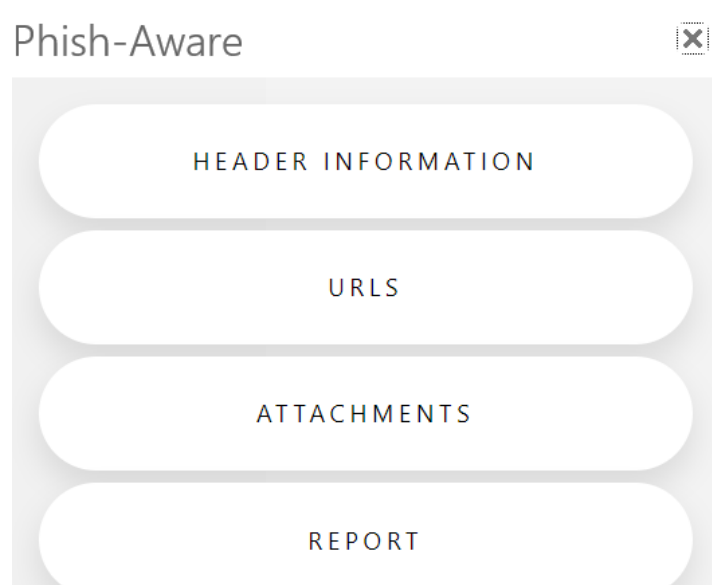 Phish-Aware
HEADER INFORMATION
URLS
ATTACHMENTS
REPORT